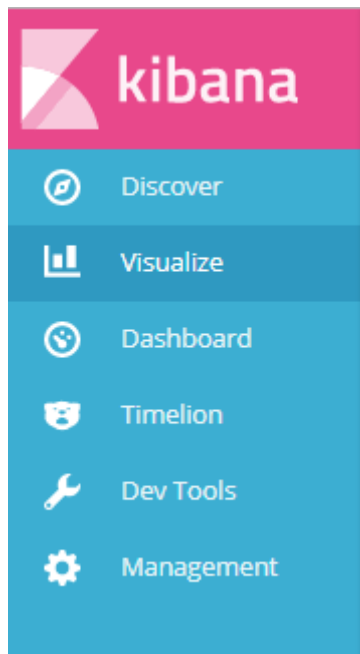 kibana
Discover
Visualize
Dashboard
Timelion
Dev Tools
Management